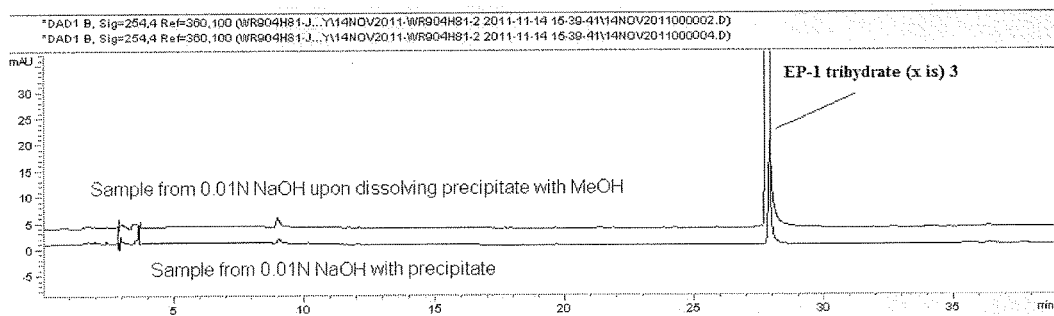 *DAD1 B, Sig=254,4 Ref=360,100 (WR904H81-J...Y\14NOV2011-WR904H81-2 2011-11-14 15-39-41\14NOV2011000002.D)
*DAD1 B, Sig=254,4 Ref=360,100 (WR904H81-J...Y\14NOV2011-WR904H81-2 2011-11-14 15-39-41\14NOV2011000004.D)
mAU
EP-1 trihydrate (x is) 3
30
25
20
15
Sample from 0.01N NaOH upon dissolving precipitate with MeOH
10
5
0
Sample from 0.01N NaOH with precipitate
-5
5 10 15 20 25 30 35 min